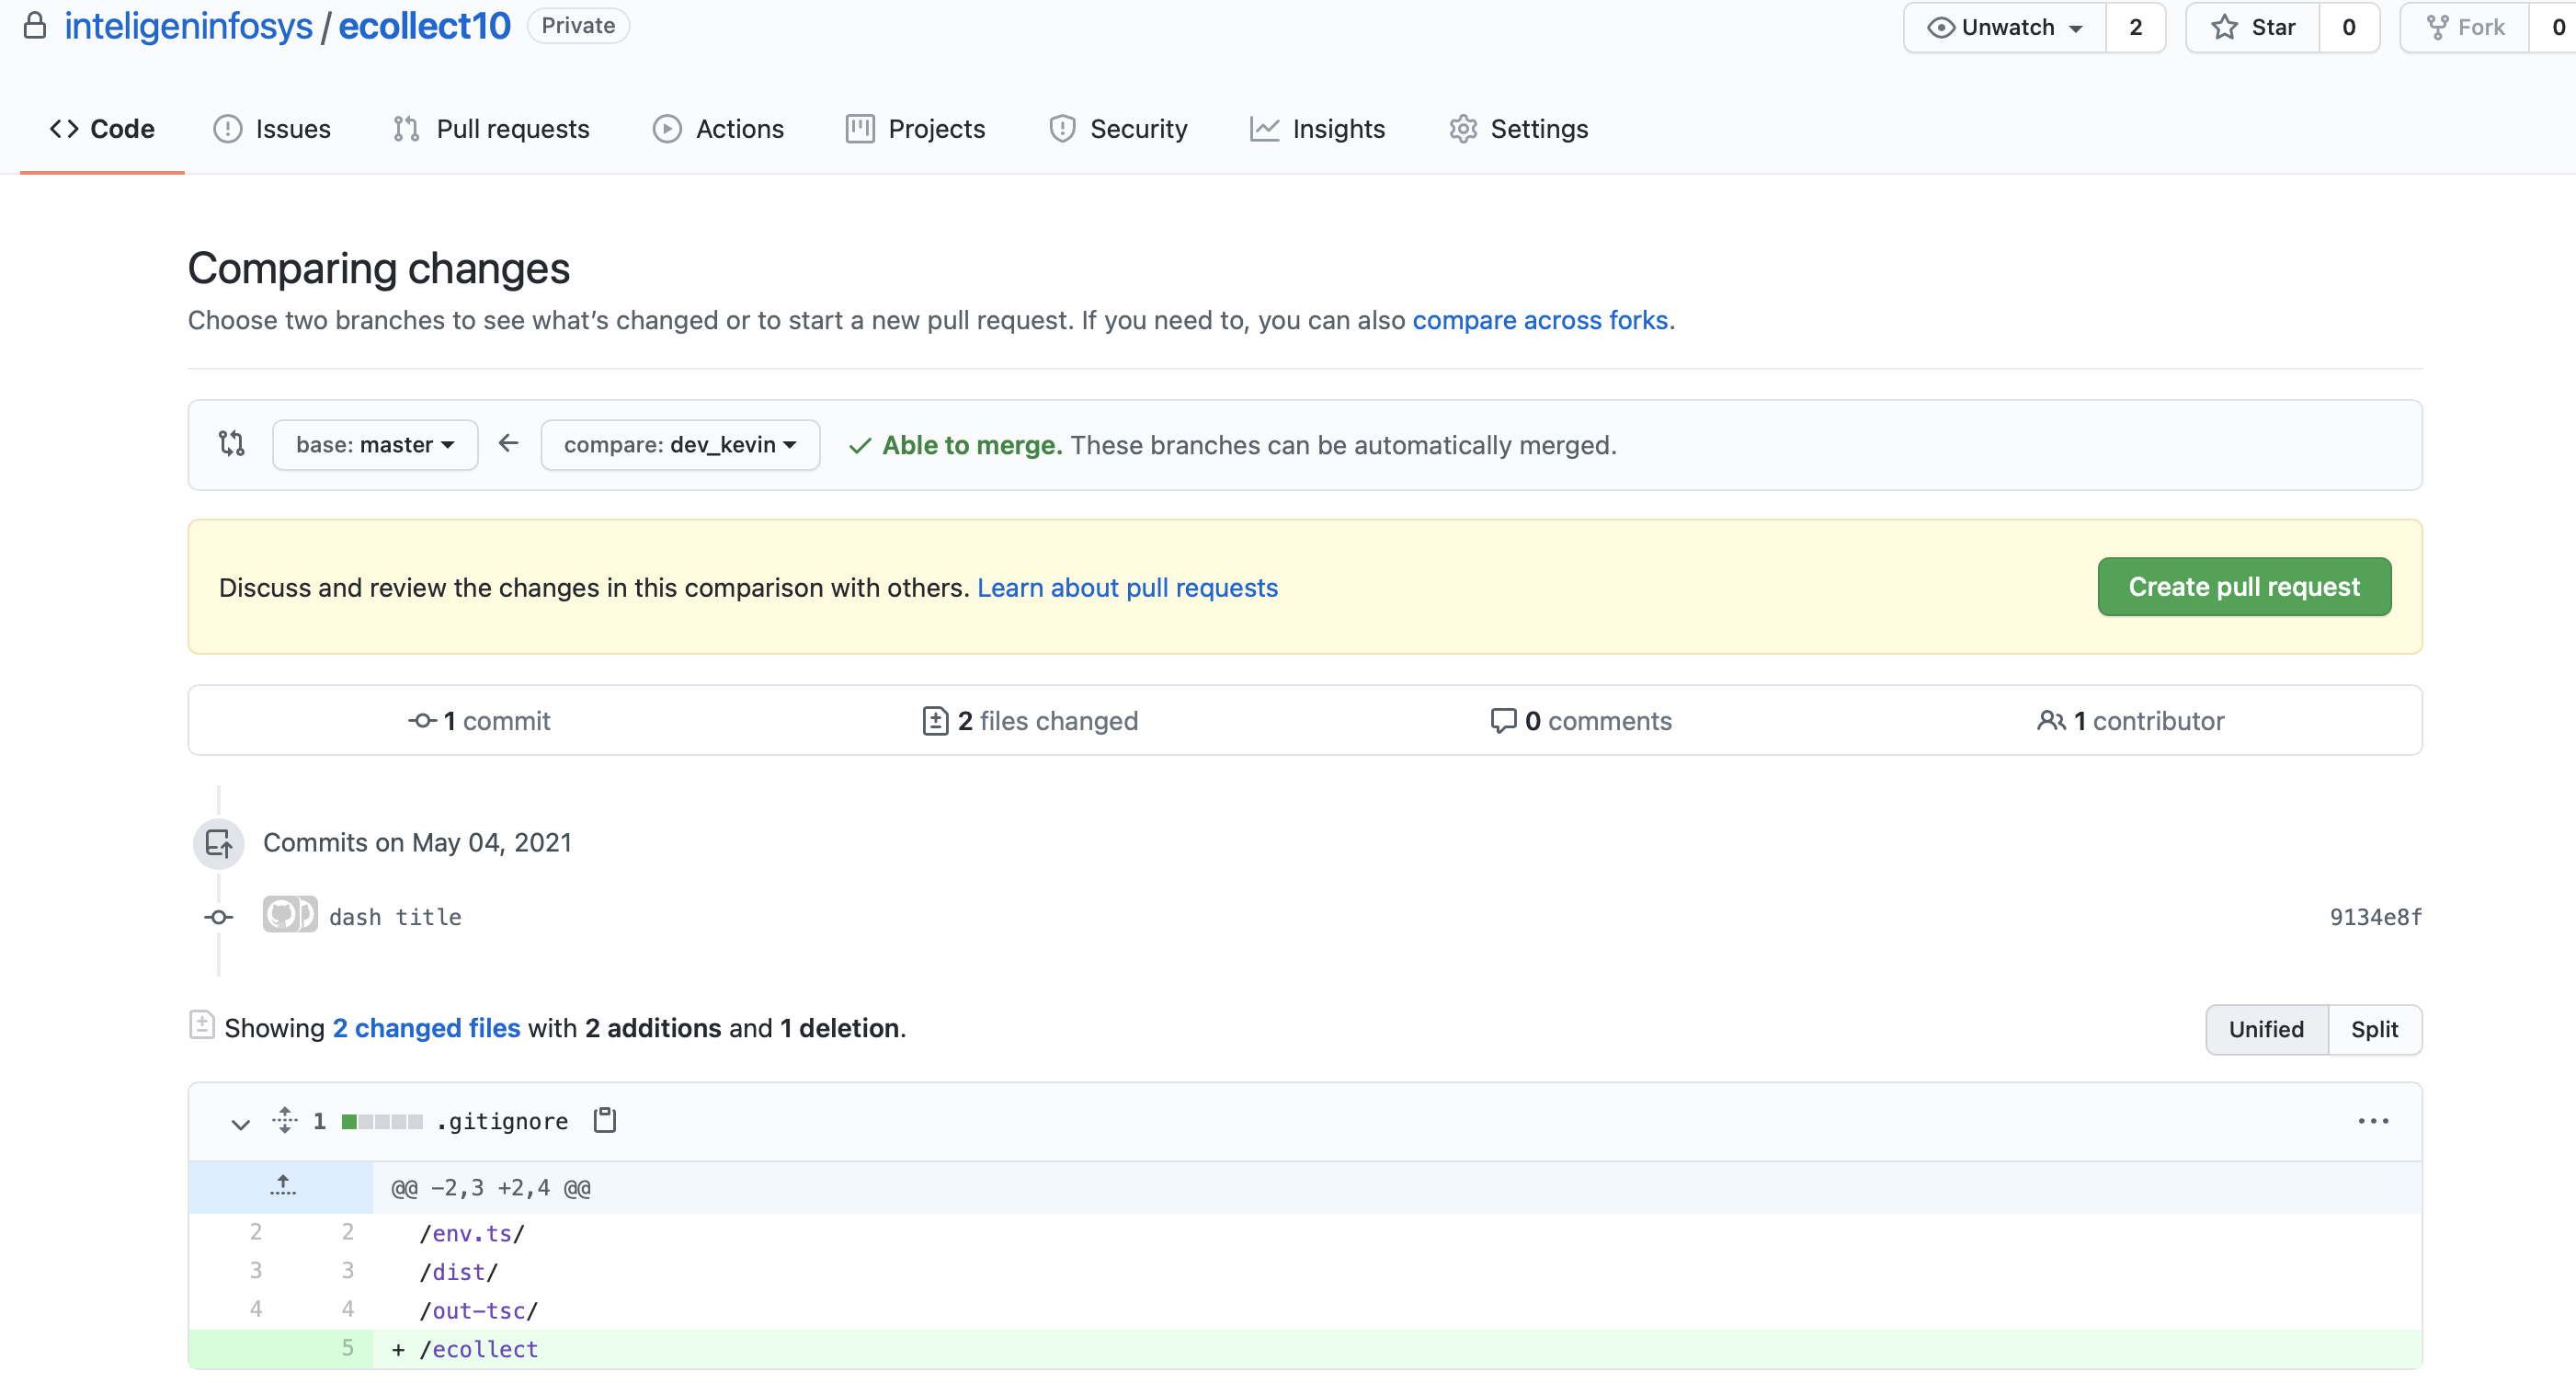 inteligeninfosys / ecollect10 Private Unwatch 2 Star 0 Fork 0
Code Issues Pull requests Actions Projects Security Insights Settings
Comparing changes
Choose two branches to see what’s changed or to start a new pull request. If you need to, you can also compare across forks.
base: master compare: dev_kevin Able to merge. These branches can be automatically merged.
Discuss and review the changes in this comparison with others. Learn about pull requests Create pull request
1 commit 2 files changed 0 comments 1 contributor
Commits on May 04, 2021
dash title 9134e8f
Showing 2 changed files with 2 additions and 1 deletion. Unified Split
1 .gitignore
@@ -2,3 +2,4 @@
2 2 /env.ts/
3 3 /dist/
4 4 /out-tsc/
5 + /ecollect